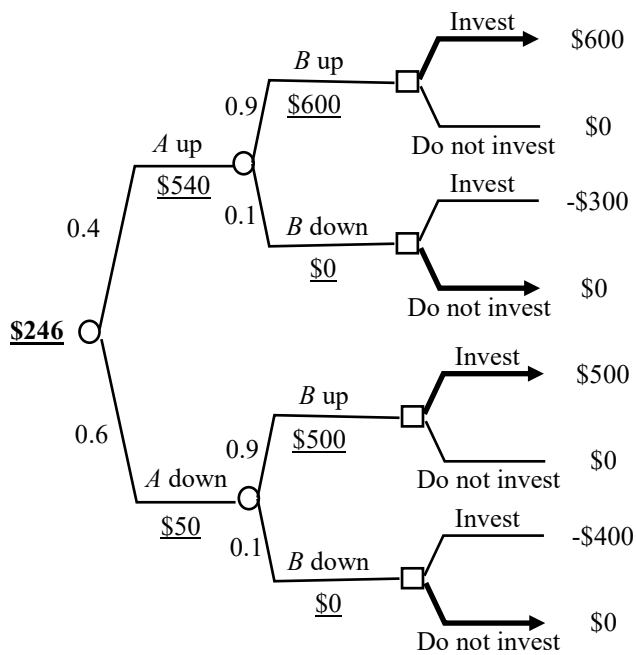 Invest
$600
B up
0.9
$600
$0
Do not invest
A up
$540
Invest
-$300
0.1
B down
0.4
$0
$0
Do not invest
$246
Invest
$500
B up
0.6
0.9
$500
$0
A down
Do not invest
$50
Invest
-$400
0.1
B down
$0
$0
Do not invest